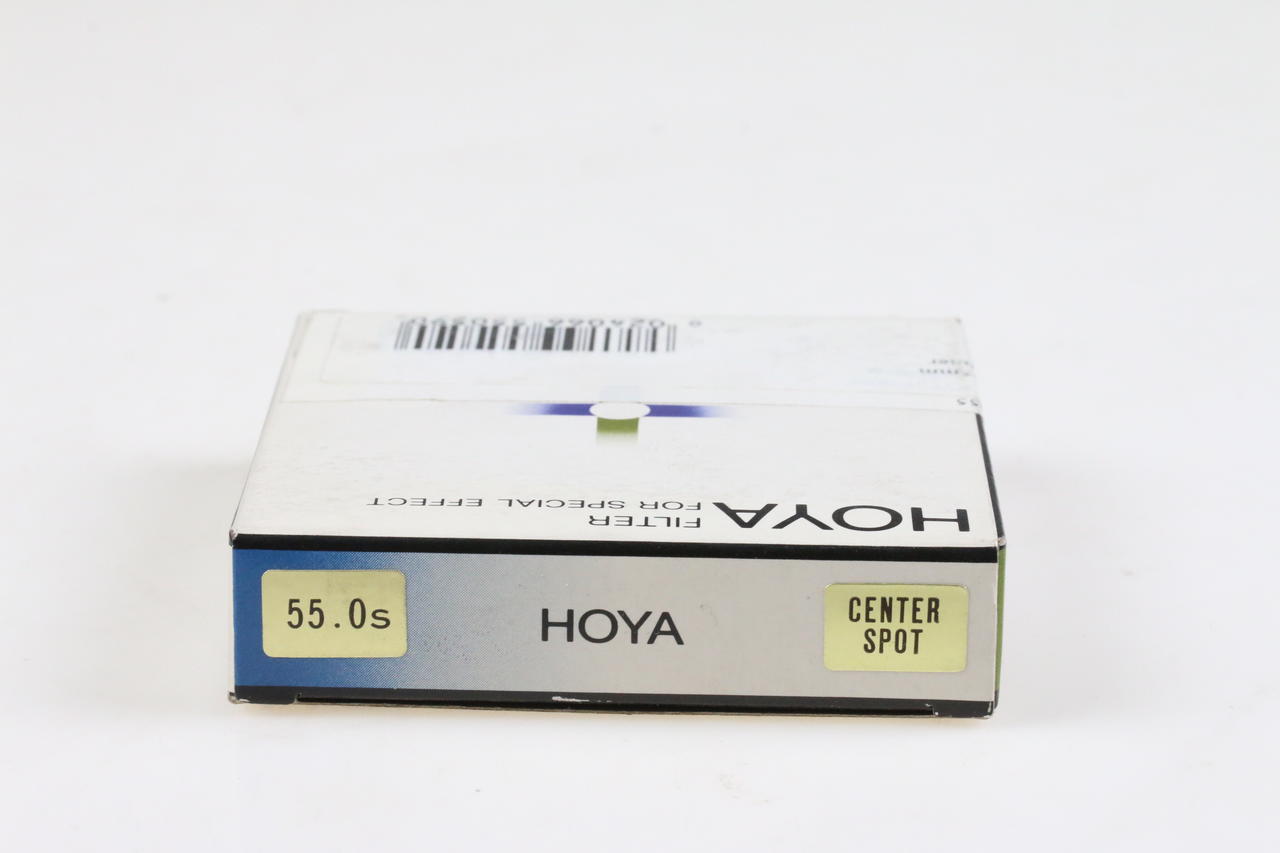 HOYA
FILTER
FOR SPECIAL EFFECT
55.0s
HOYA
CENTER
SPOT